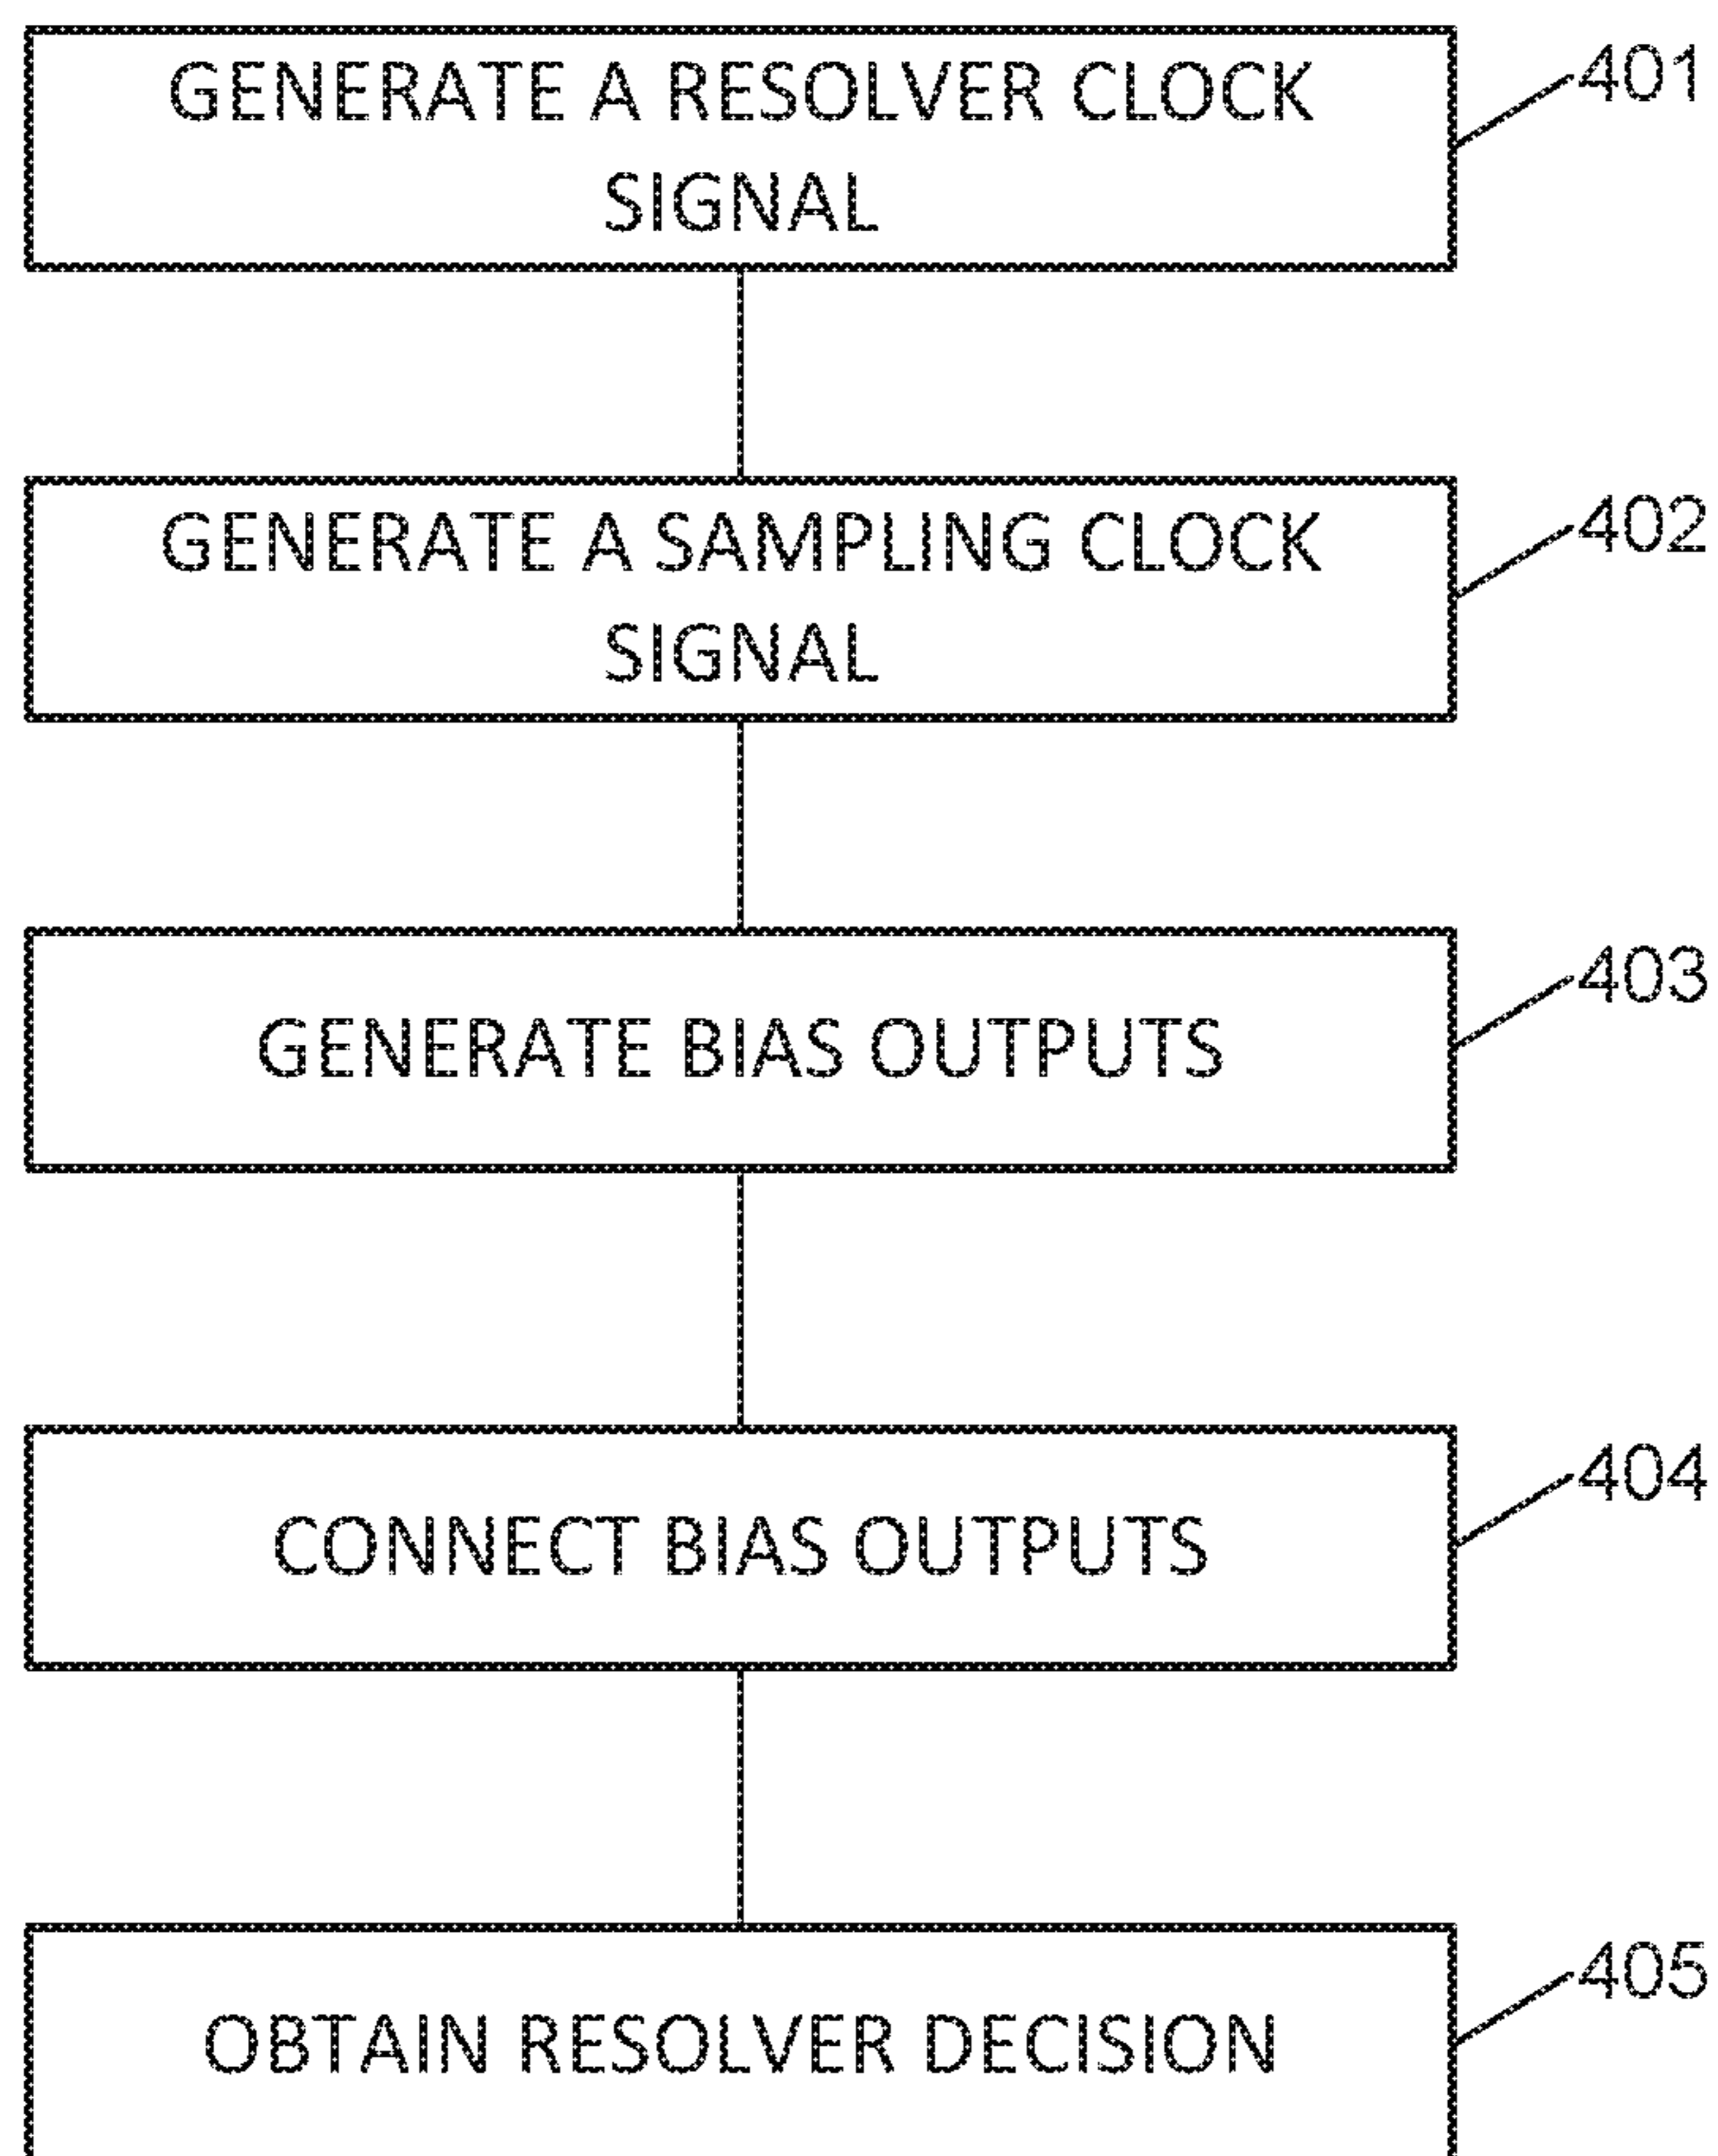 GENERATE A RESOLVER CLOCK
SIGNAL
401
GENERATE A SAMPLING CLOCK
SIGNAL
402
GENERATE BIAS OUTPUTS
403
CONNECT BIAS OUTPUTS
404
OBTAIN RESOLVER DECISION
405